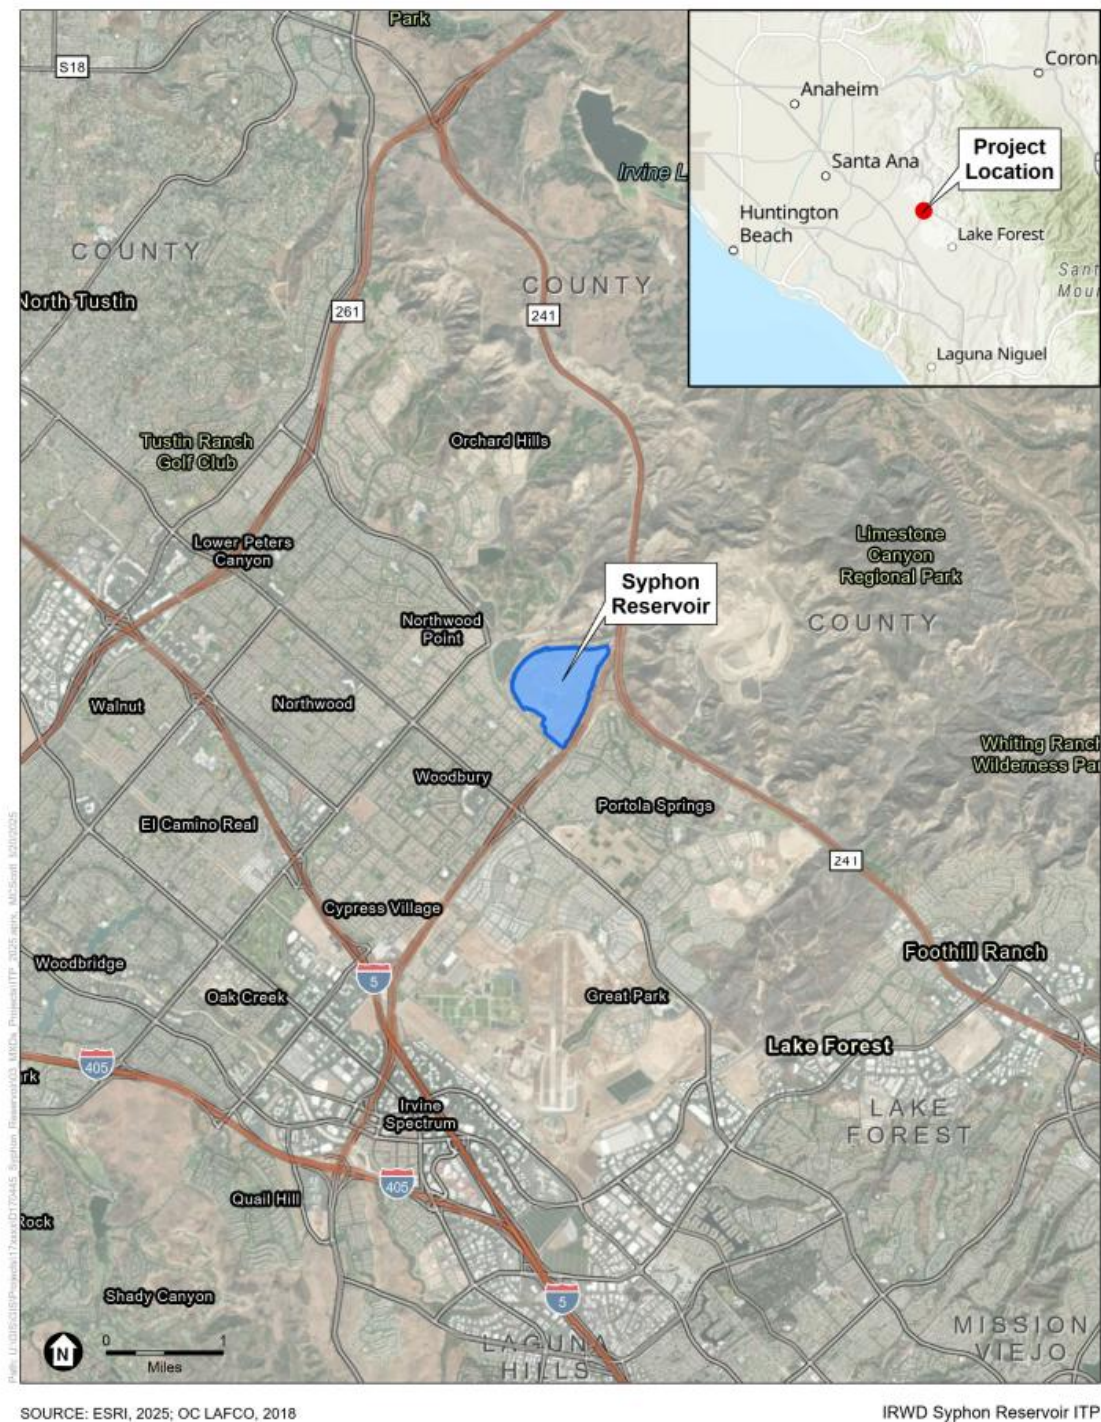 Park
S18
Irvine L
COUNTY
COUNTY
North Tustin
261
241
Orchard Hills
Tustin Ranch
Golf Club
Lower Peters
Canyon
Limestone
Canyon
Regional Park
COUNTY
Syphon
Reservoir
Northwood
Point
Walnut
Northwood
Whiting Ranch
Wilderness Par
Woodbury
Portola Springs
El Camino Real
241
Cypress Village
Foothill Ranch
Woodbridge
5
Oak Creek
Great Park
Lake Forest
405
rk
Irvine
Spectrum
LAKE
FOREST
405
Quail Hill
Rock
Shady Canyon
5
LAGUNA
HILLS
MISSION
VIEJO
N
0 1
Miles
Corona
Anaheim
Santa Ana
Project
Location
Huntington
Beach
Lake Forest
Sant
Mour
Laguna Niguel
SOURCE: ESRI, 2025; OC LAFCO, 2018
IRWD Syphon Reservoir ITP